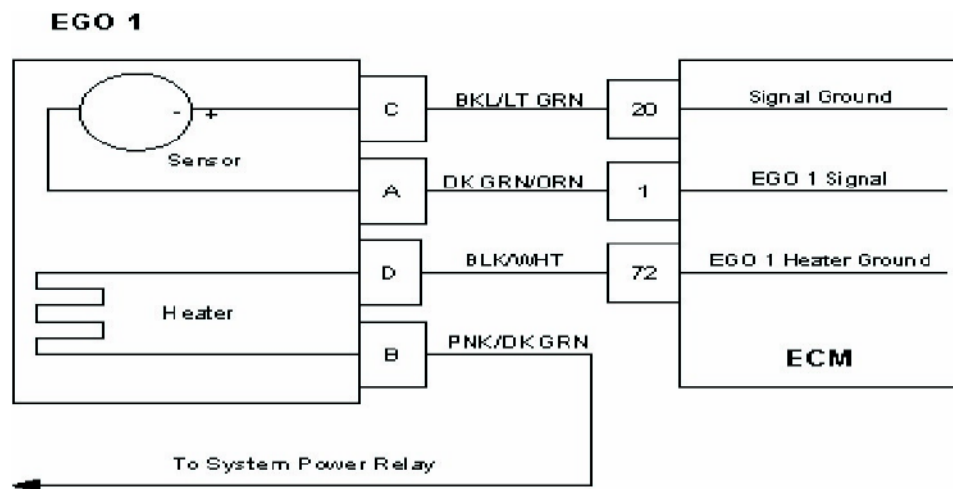 EGO 1
C BKL/LT GRN 20 Signal Ground
- +
Sensor
A DK GRN/ORN 1 EGO 1 Signal
D BLK/WHT 72 EGO 1 Heater Ground
Heater
B PNK/DK GRN
ECM
To System Power Relay